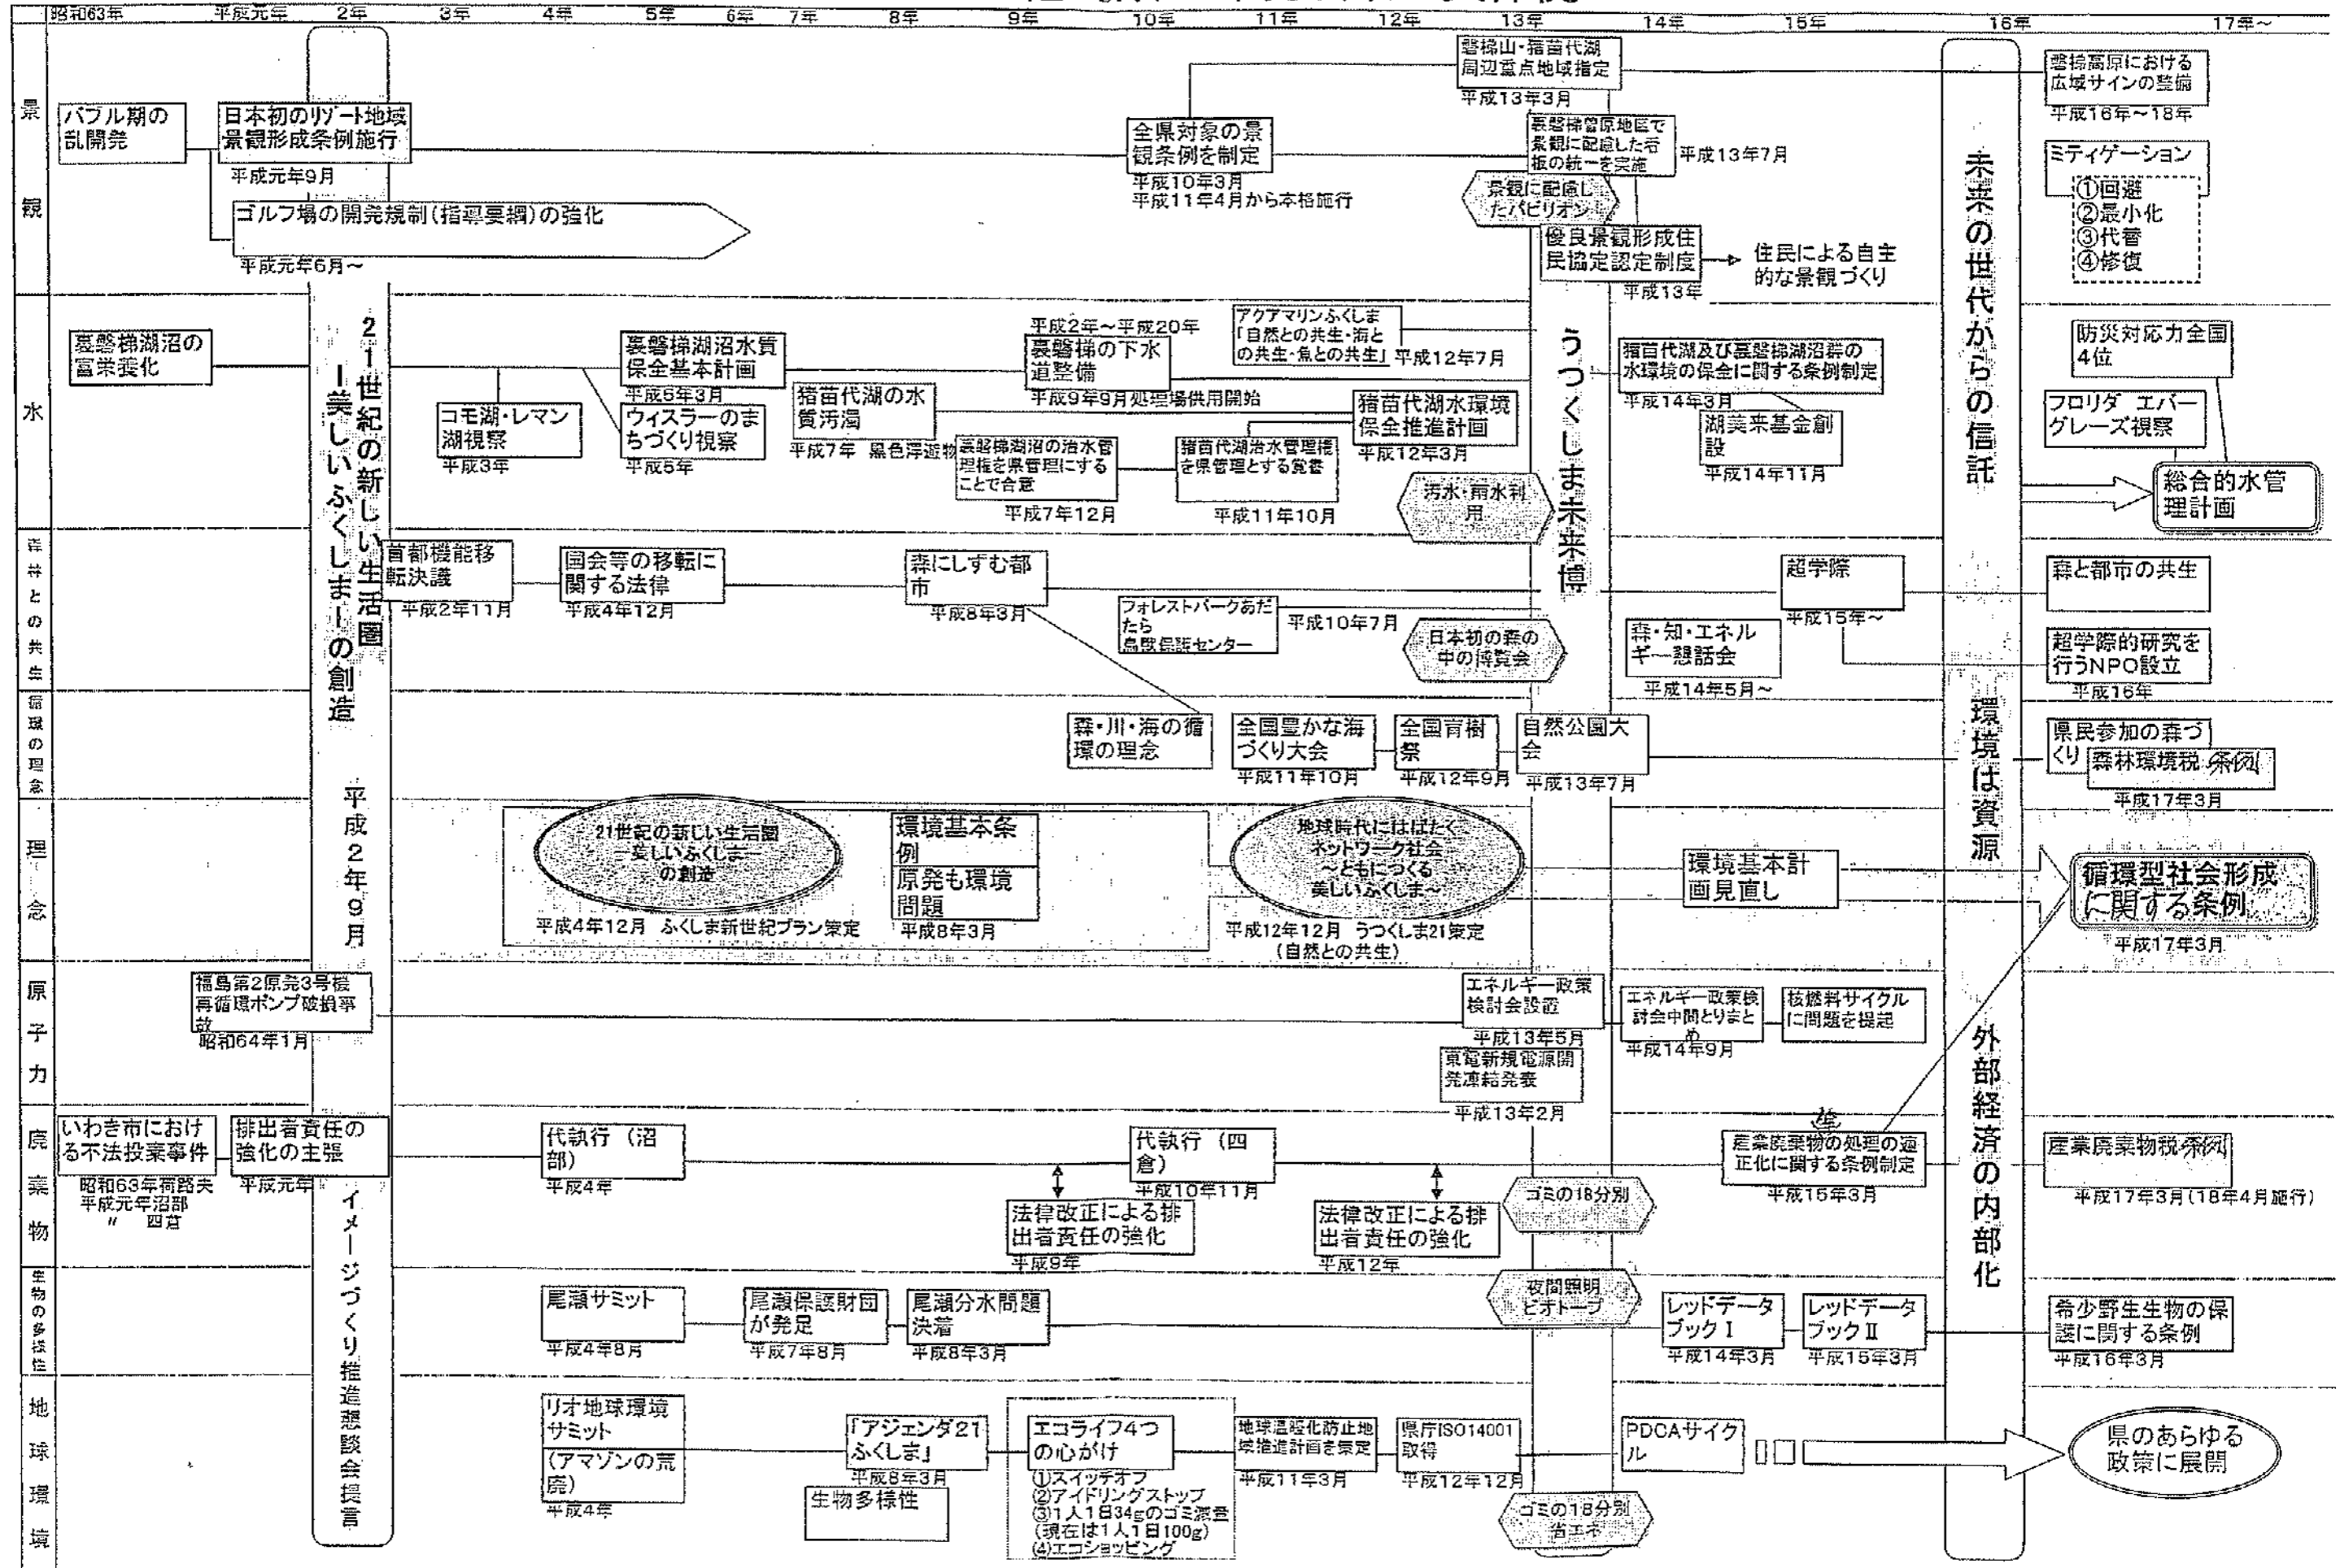 昭和63年
平成元年
2年
3年
4年
5年
6年
7年
8年
9年
10年
11年
12年
13年
14年
15年
16年
17年～
景観
バブル期の
乱開発
日本初のリゾート地域
景観形成条例施行
平成元年9月
ゴルフ場の開発規制(指導要綱)の強化
平成元年6月～
全県対象の景
観条例を制定
平成10年3月
平成11年4月から本格施行
磐梯山・猪苗代湖
周辺重点地域指定
平成13年3月
裏磐梯曽原地区で
景観に配慮した看
板の統一を実施
平成13年7月
景観に配慮し
たパビリオン
優良景観形成住
民協定認定制度
平成13年
住民による自主
的な景観づくり
磐梯高原における
広域サインの整備
平成16年～18年
ミティゲーション
①回避
②最小化
③代替
④修復
21世紀の新しい生活圏
ー美しいふくしまーの創造
平成2年9月
イメージづくり推進懇談会提言
うつくしま未来博
未来の世代からの信託
環境は資源
外部経済の内部化
水
裏磐梯湖沼の
富栄養化
コモ湖・レマン
湖視察
平成3年
裏磐梯湖沼水質
保全基本計画
平成6年3月
ウィスラーのま
ちづくり視察
平成5年
猪苗代湖の水
質汚濁
平成7年 黒色浮遊物
平成2年～平成20年
裏磐梯の下水
道整備
平成9年9月処理場供用開始
裏磐梯湖沼の治水管
理権を県管理にする
ことで合意
平成7年12月
猪苗代湖治水管理権
を県管理とする覚書
平成11年10月
アクアマリンふくしま
「自然との共生・海と
の共生・魚との共生」
平成12年7月
猪苗代湖水環境
保全推進計画
平成12年3月
汚水・雨水利
用
猪苗代湖及び裏磐梯湖沼群の
水環境の保全に関する条例制定
平成14年3月
湖美来基金創
設
平成14年11月
防災対応力全国
4位
フロリダ エバー
グレーズ視察
総合的水管
理計画
森林との共生
首都機能移
転決議
平成2年11月
国会等の移転に
関する法律
平成4年12月
森にしずむ都
市
平成8年3月
フォレストパークあだ
たら
鳥獣保護センター
平成10年7月
日本初の森の
中の博覧会
森・知・エネル
ギー懇話会
平成14年5月～
超学際
平成15年～
森と都市の共生
超学際的研究を
行うNPO設立
平成16年
循環の理念
森・川・海の循
環の理念
全国豊かな海
づくり大会
平成11年10月
全国育樹
祭
平成12年9月
自然公園大
会
平成13年7月
県民参加の森づ
くり
森林環境税 条例
平成17年3月
理念
21世紀の新しい生活圏
ー美しいふくしまー
の創造
平成4年12月 ふくしま新世紀プラン策定
環境基本条
例
原発も環境
問題
平成8年3月
地球時代にはばたく
ネットワーク社会
～ともにつくる
美しいふくしま～
平成12年12月 うつくしま21策定
(自然との共生)
環境基本計
画見直し
循環型社会形成
に関する条例
平成17年3月
原子力
福島第2原発3号機
再循環ポンプ破損事
故
昭和64年1月
エネルギー政策
検討会設置
平成13年5月
東電新規電源開
発凍結発表
平成13年2月
エネルギー政策検
討会中間とりまと
め
平成14年9月
核燃料サイクル
に問題を提起
廃棄物
いわき市におけ
る不法投棄事件
昭和63年荷路夫
平成元年沼部
〃 四倉
排出者責任の
強化の主張
平成元年
代執行(沼
部)
平成4年
法律改正による排
出者責任の強化
平成9年
代執行(四
倉)
平成10年11月
法律改正による排
出者責任の強化
平成12年
ゴミの18分別
産業廃棄物の処理の適
正化に関する条例制定
平成15年3月
産業廃棄物税 条例
平成17年3月(18年4月施行)
生物の多様性
尾瀬サミット
平成4年8月
尾瀬保護財団
が発足
平成7年8月
尾瀬分水問題
決着
平成8年3月
夜間照明
ビオトープ
レッドデータ
ブックⅠ
平成14年3月
レッドデータ
ブックⅡ
平成15年3月
希少野生生物の保
護に関する条例
平成16年3月
地球環境
リオ地球環境
サミット
(アマゾンの荒
廃)
平成4年
「アジェンダ21
ふくしま」
平成8年3月
生物多様性
エコライフ4つ
の心がけ
①スイッチオフ
②アイドリングストップ
③1人1日34gのゴミ減量
(現在は1人1日100g)
④エコショッピング
地球温暖化防止地
域推進計画を策定
平成11年3月
県庁ISO14001
取得
平成12年12月
ゴミの18分別
省エネ
PDCAサイク
ル
県のあらゆる
政策に展開